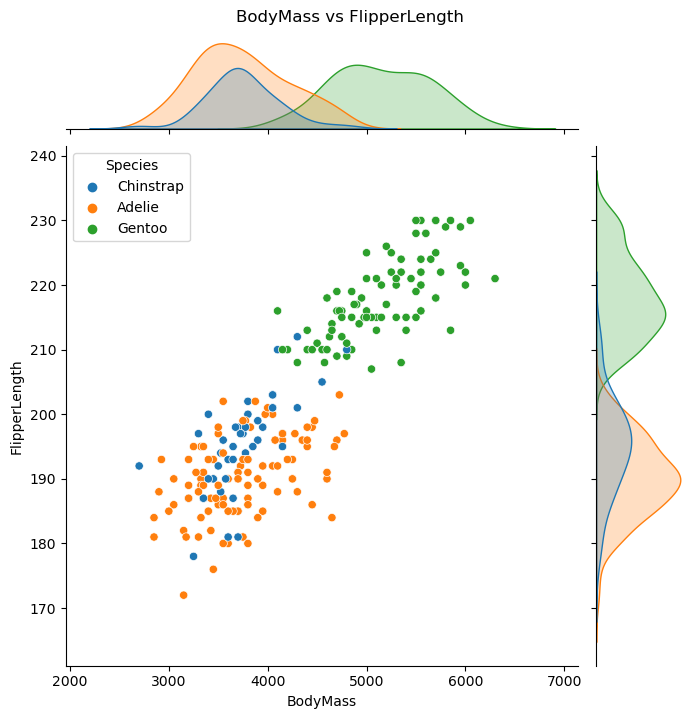 BodyMass vs FlipperLength
240
230
220
210
200
190
180
170
FlipperLength
Species
Chinstrap
Adelie
Gentoo
2000 3000 4000 5000 6000 7000
BodyMass